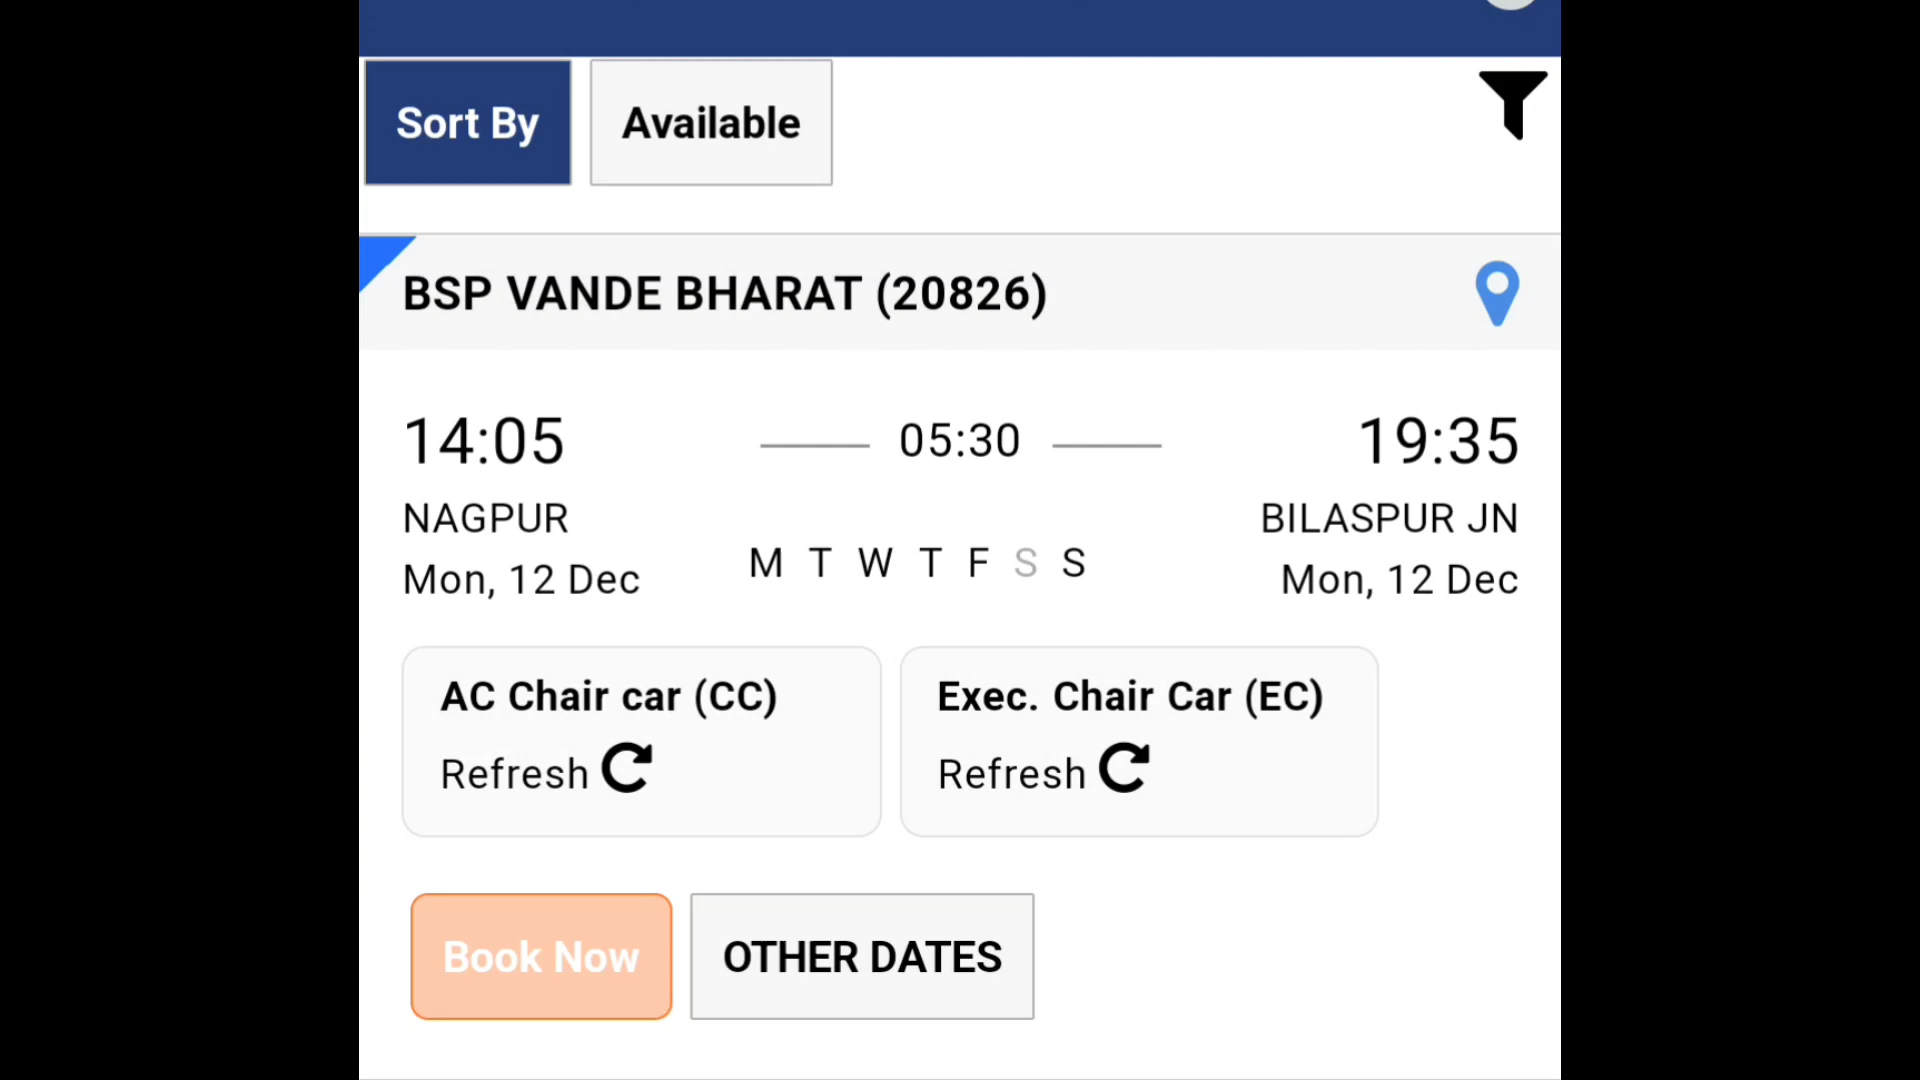 Sort By Available
BSP VANDE BHARAT (20826)
14:05 05:30 19:35
NAGPUR BILASPUR JN
M T W T F S S
Mon, 12 Dec Mon, 12 Dec
AC Chair car (CC) Exec. Chair Car (EC)
Refresh Refresh
Book Now OTHER DATES